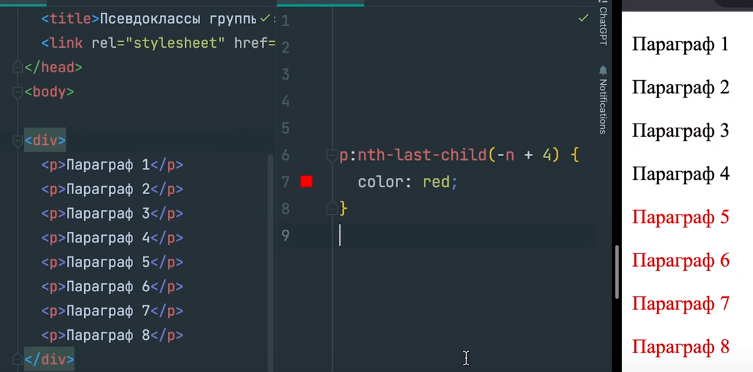 <title>Псевдоклассы группы
<link rel="stylesheet" href=
</head>
<body>
<div>
<p>Параграф 1</p>
<p>Параграф 2</p>
<p>Параграф 3</p>
<p>Параграф 4</p>
<p>Параграф 5</p>
<p>Параграф 6</p>
<p>Параграф 7</p>
<p>Параграф 8</p>
</div>
1
2
3
4
5
6 p:nth-last-child(-n + 4) {
7 color: red;
8 }
9
ChatGPT
Notifications
Параграф 1
Параграф 2
Параграф 3
Параграф 4
Параграф 5
Параграф 6
Параграф 7
Параграф 8